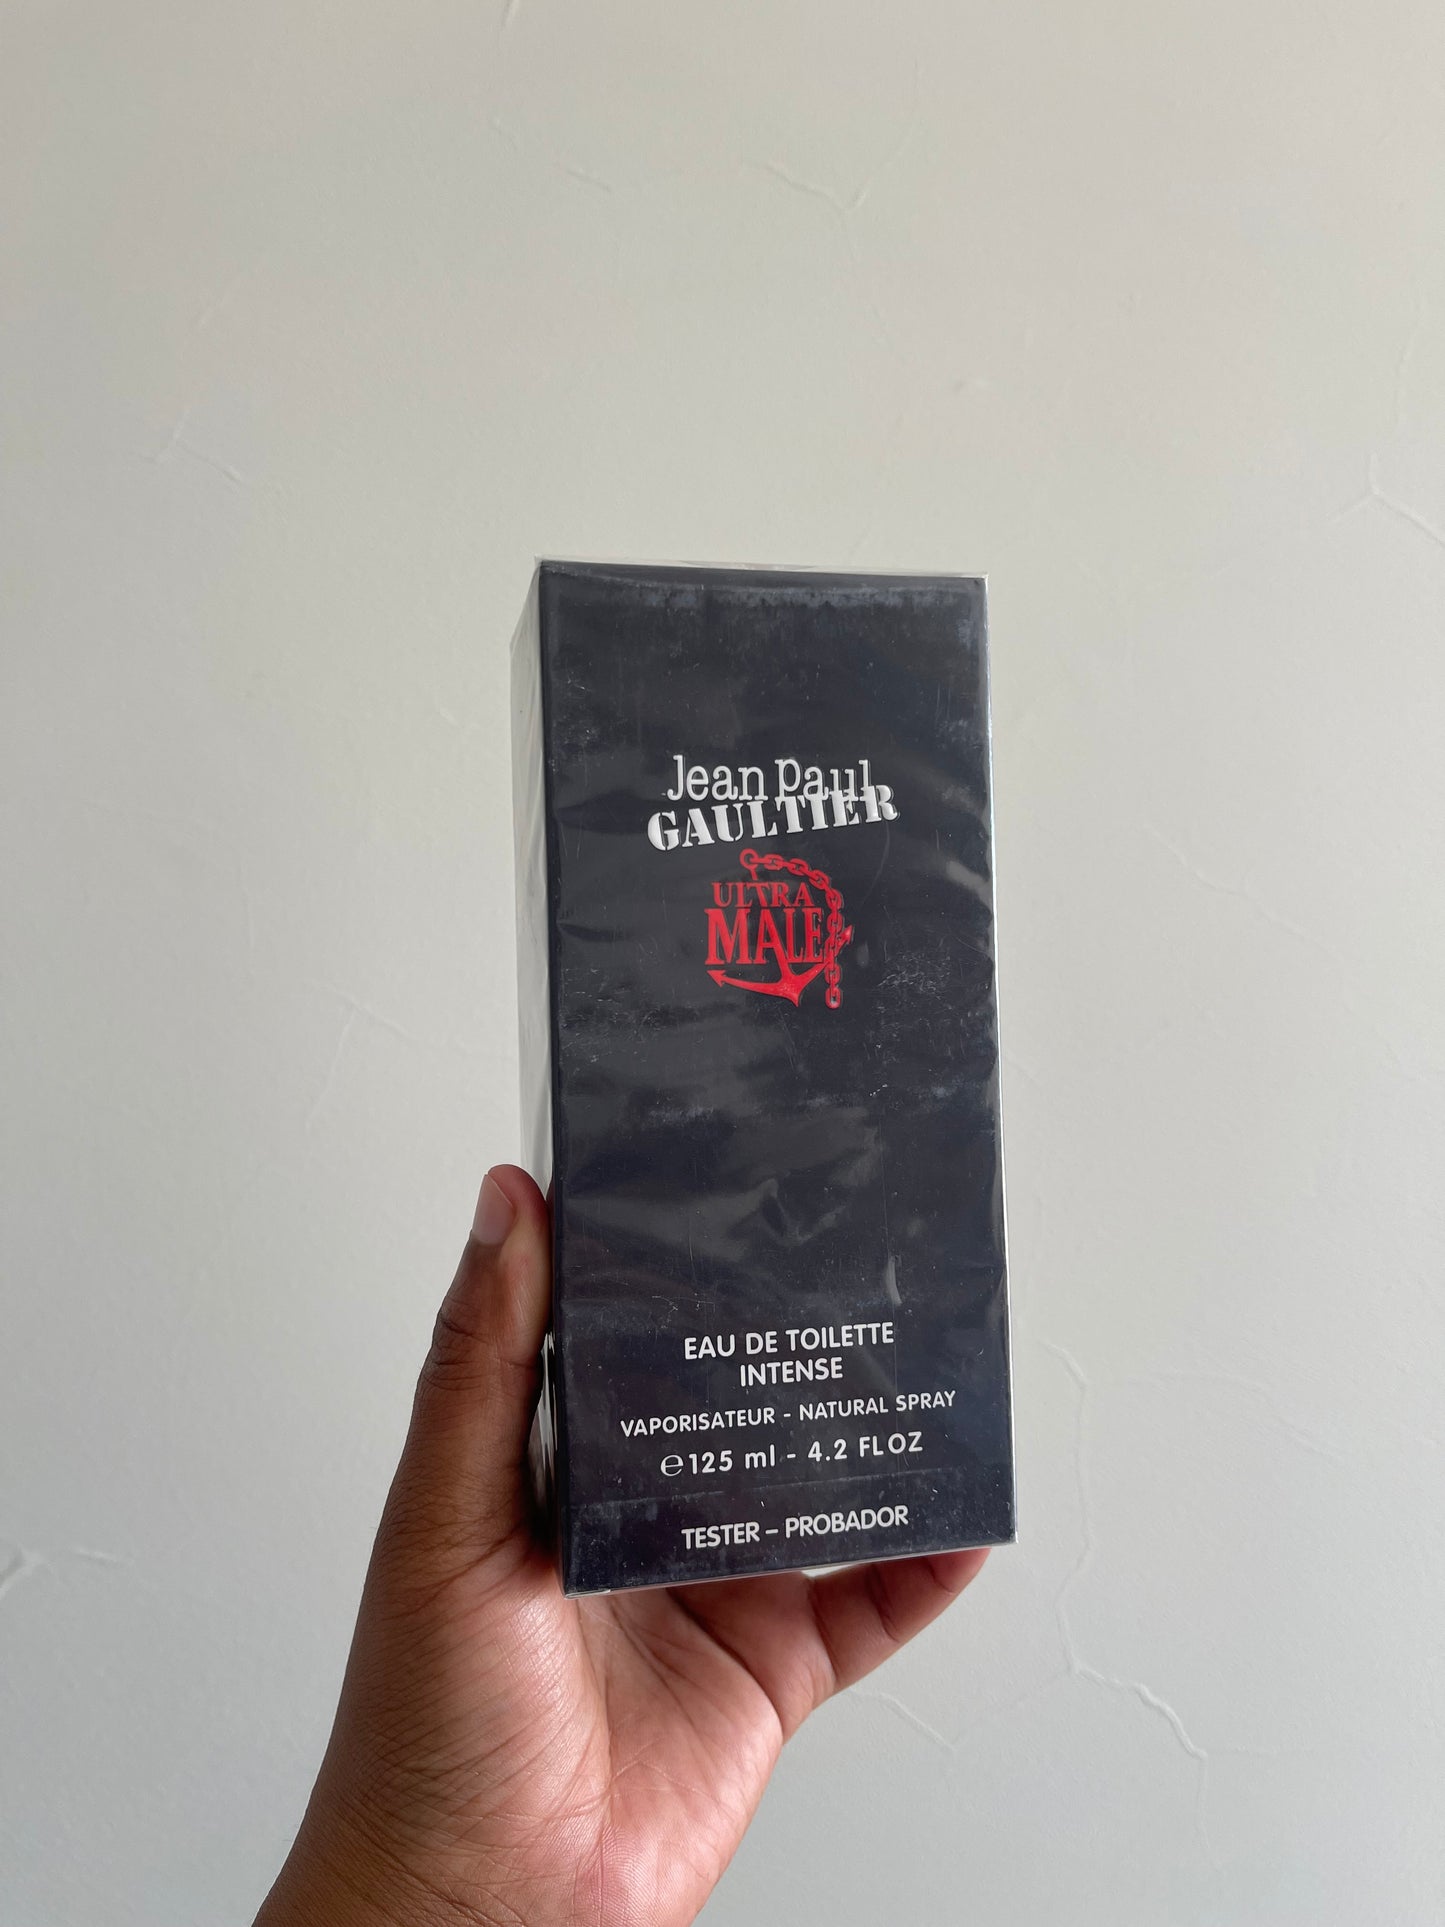 Jean Paul
GAULTIER
ULTRA
MALE
EAU DE TOILETTE
INTENSE
VAPORISATEUR - NATURAL SPRAY
℮125 ml - 4.2 FL OZ
TESTER – PROBADOR